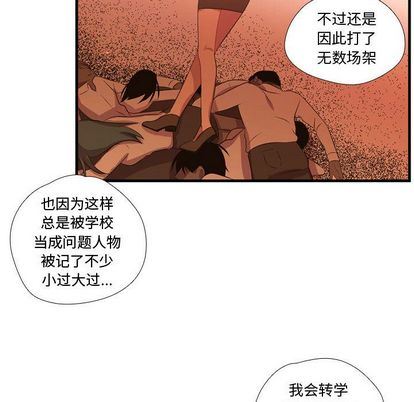 不过还是
因此打了
无数场架
也因为这样
总是被学校
当成问题人物
被记了不少
小过大过...
我会转学